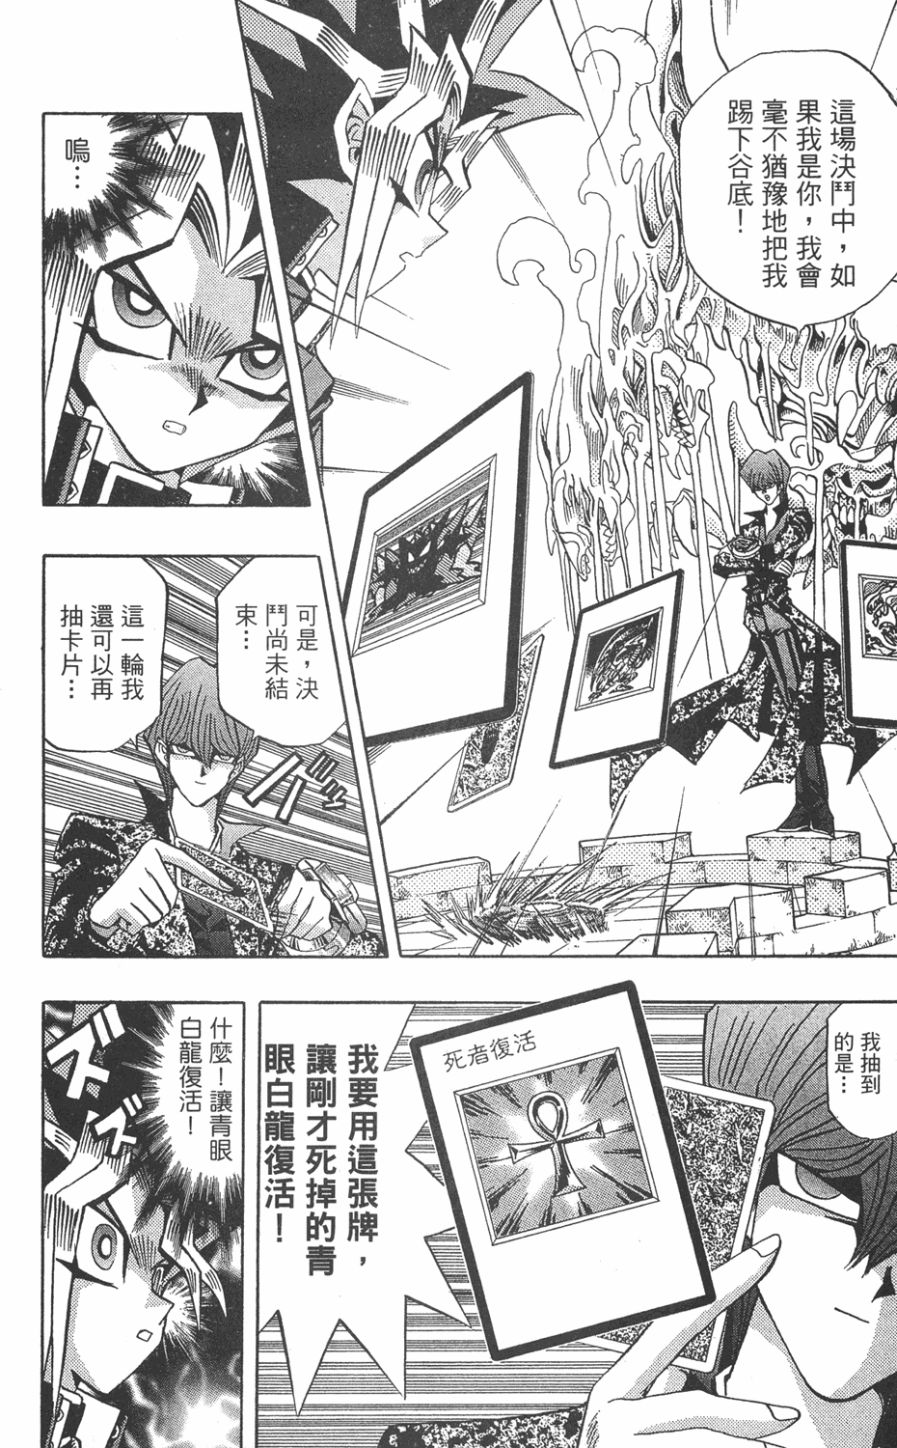 這場決鬥中，如
果我是你，我會
毫不猶豫地把我
踢下谷底！
嗚…
可是，決
鬥尚未結
束…
這一輪我
還可以再
抽卡片…
バッ
我抽到
的是…
死者復活
我要用這張牌，
讓剛才死掉的青
眼白龍復活！
什麼！讓青眼
白龍復活！
ズズ